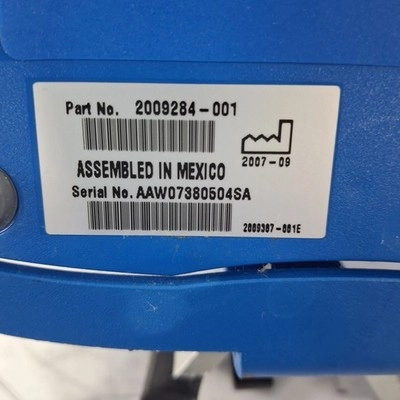 Part No. 2009284-001
2007-09
ASSEMBLED IN MEXICO
Serial No. AAW07380504SA
2009307-001E